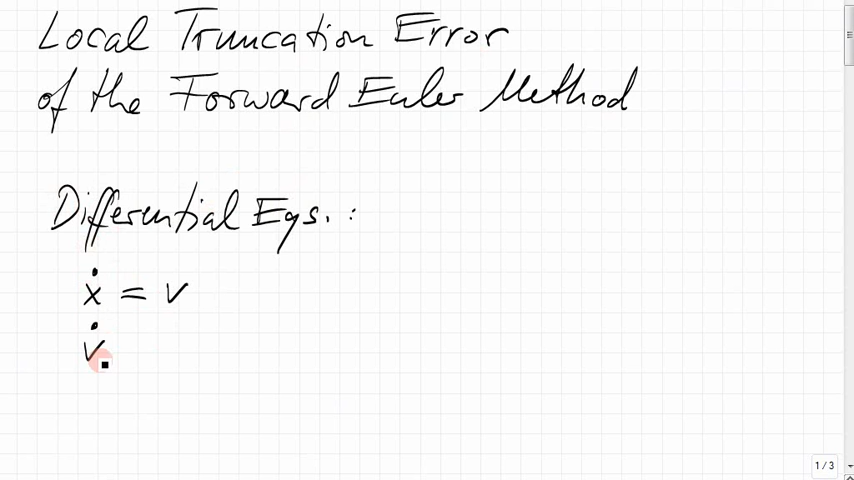 Local Truncation Error
of the Forward Euler Method
Differential Eqs. :
ẋ = v
v̇
1/3